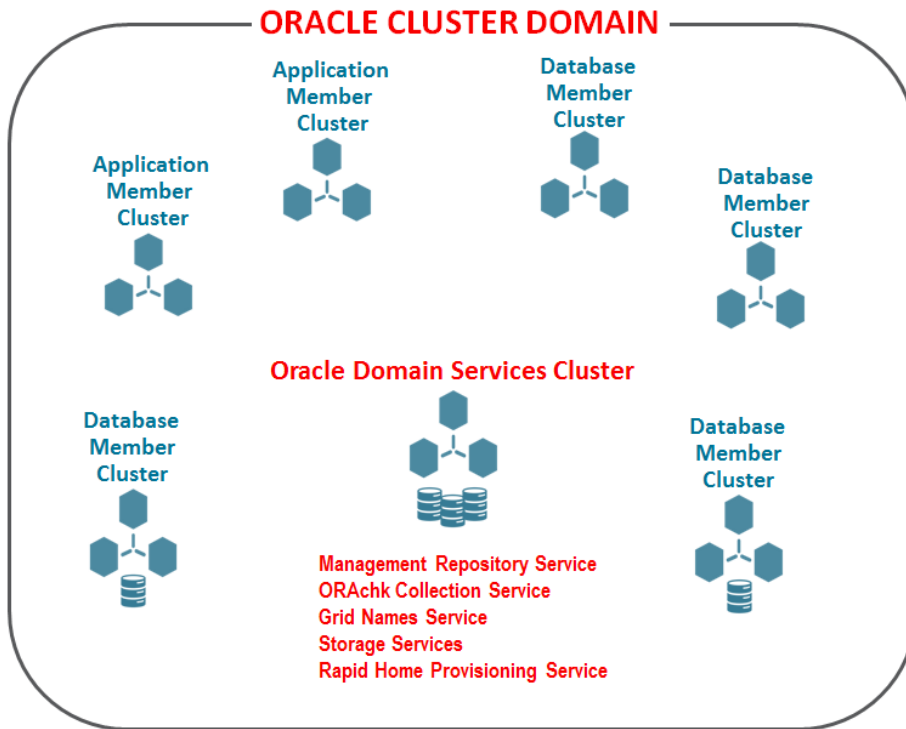 ORACLE CLUSTER DOMAIN
Application
Member
Cluster
Database
Member
Cluster
Application
Member
Cluster
Database
Member
Cluster
Oracle Domain Services Cluster
Database
Member
Cluster
Database
Member
Cluster
Management Repository Service
ORAchk Collection Service
Grid Names Service
Storage Services
Rapid Home Provisioning Service